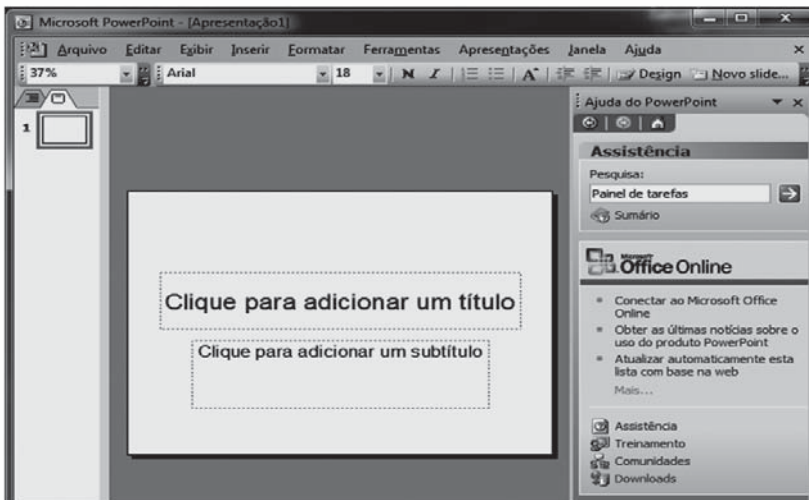 Microsoft PowerPoint - [Apresentação1]
Arquivo Editar Exibir Inserir Formatar Ferramentas Apresentações Janela Ajuda
37% Arial 18 N I A Design Novo slide...
1
Clique para adicionar um título
Clique para adicionar um subtítulo
Ajuda do PowerPoint
Assistência
Pesquisa:
Painel de tarefas
Sumário
Microsoft
Office Online
Conectar ao Microsoft Office
Online
Obter as últimas notícias sobre o
uso do produto PowerPoint
Atualizar automaticamente esta
lista com base na web
Mais...
Assistência
Treinamento
Comunidades
Downloads